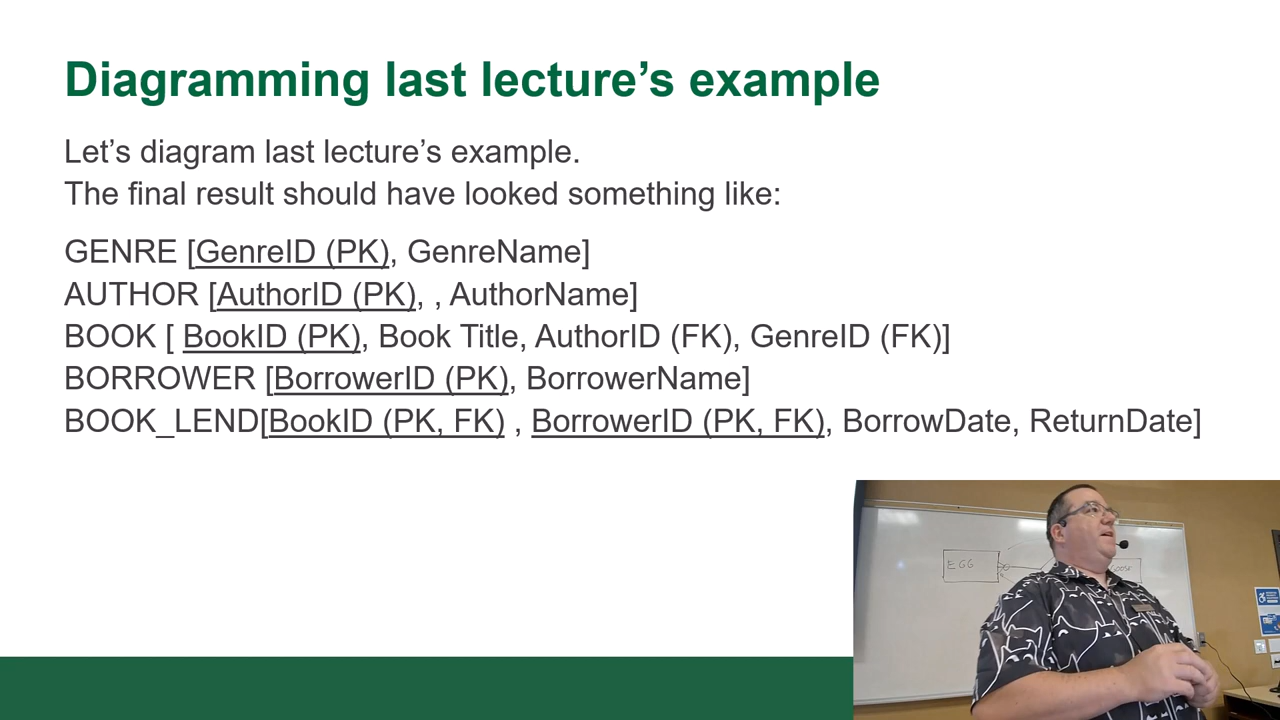 Diagramming last lecture’s example
Let’s diagram last lecture’s example.
The final result should have looked something like:
GENRE [GenreID (PK), GenreName]
AUTHOR [AuthorID (PK), , AuthorName]
BOOK [ BookID (PK), Book Title, AuthorID (FK), GenreID (FK)]
BORROWER [BorrowerID (PK), BorrowerName]
BOOK_LEND[BookID (PK, FK) , BorrowerID (PK, FK), BorrowDate, ReturnDate]
EGG
GOOSE